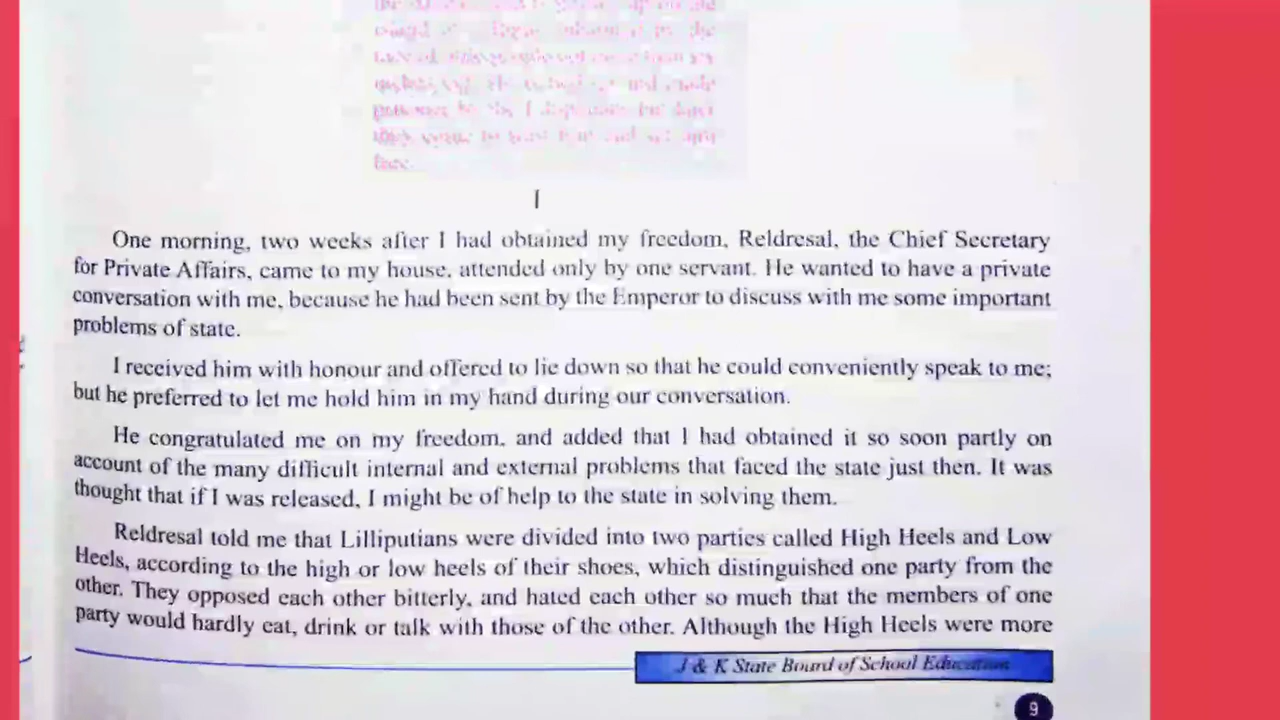 I
One morning, two weeks after I had obtained my freedom, Reldresal, the Chief Secretary
for Private Affairs, came to my house, attended only by one servant. He wanted to have a private
conversation with me, because he had been sent by the Emperor to discuss with me some important
problems of state.
I received him with honour and offered to lie down so that he could conveniently speak to me;
but he preferred to let me hold him in my hand during our conversation.
He congratulated me on my freedom, and added that I had obtained it so soon partly on
account of the many difficult internal and external problems that faced the state just then. It was
thought that if I was released, I might be of help to the state in solving them.
Reldresal told me that Lilliputians were divided into two parties called High Heels and Low
Heels, according to the high or low heels of their shoes, which distinguished one party from the
other. They opposed each other bitterly, and hated each other so much that the members of one
party would hardly eat, drink or talk with those of the other. Although the High Heels were more
J & K State Board of School Education
9